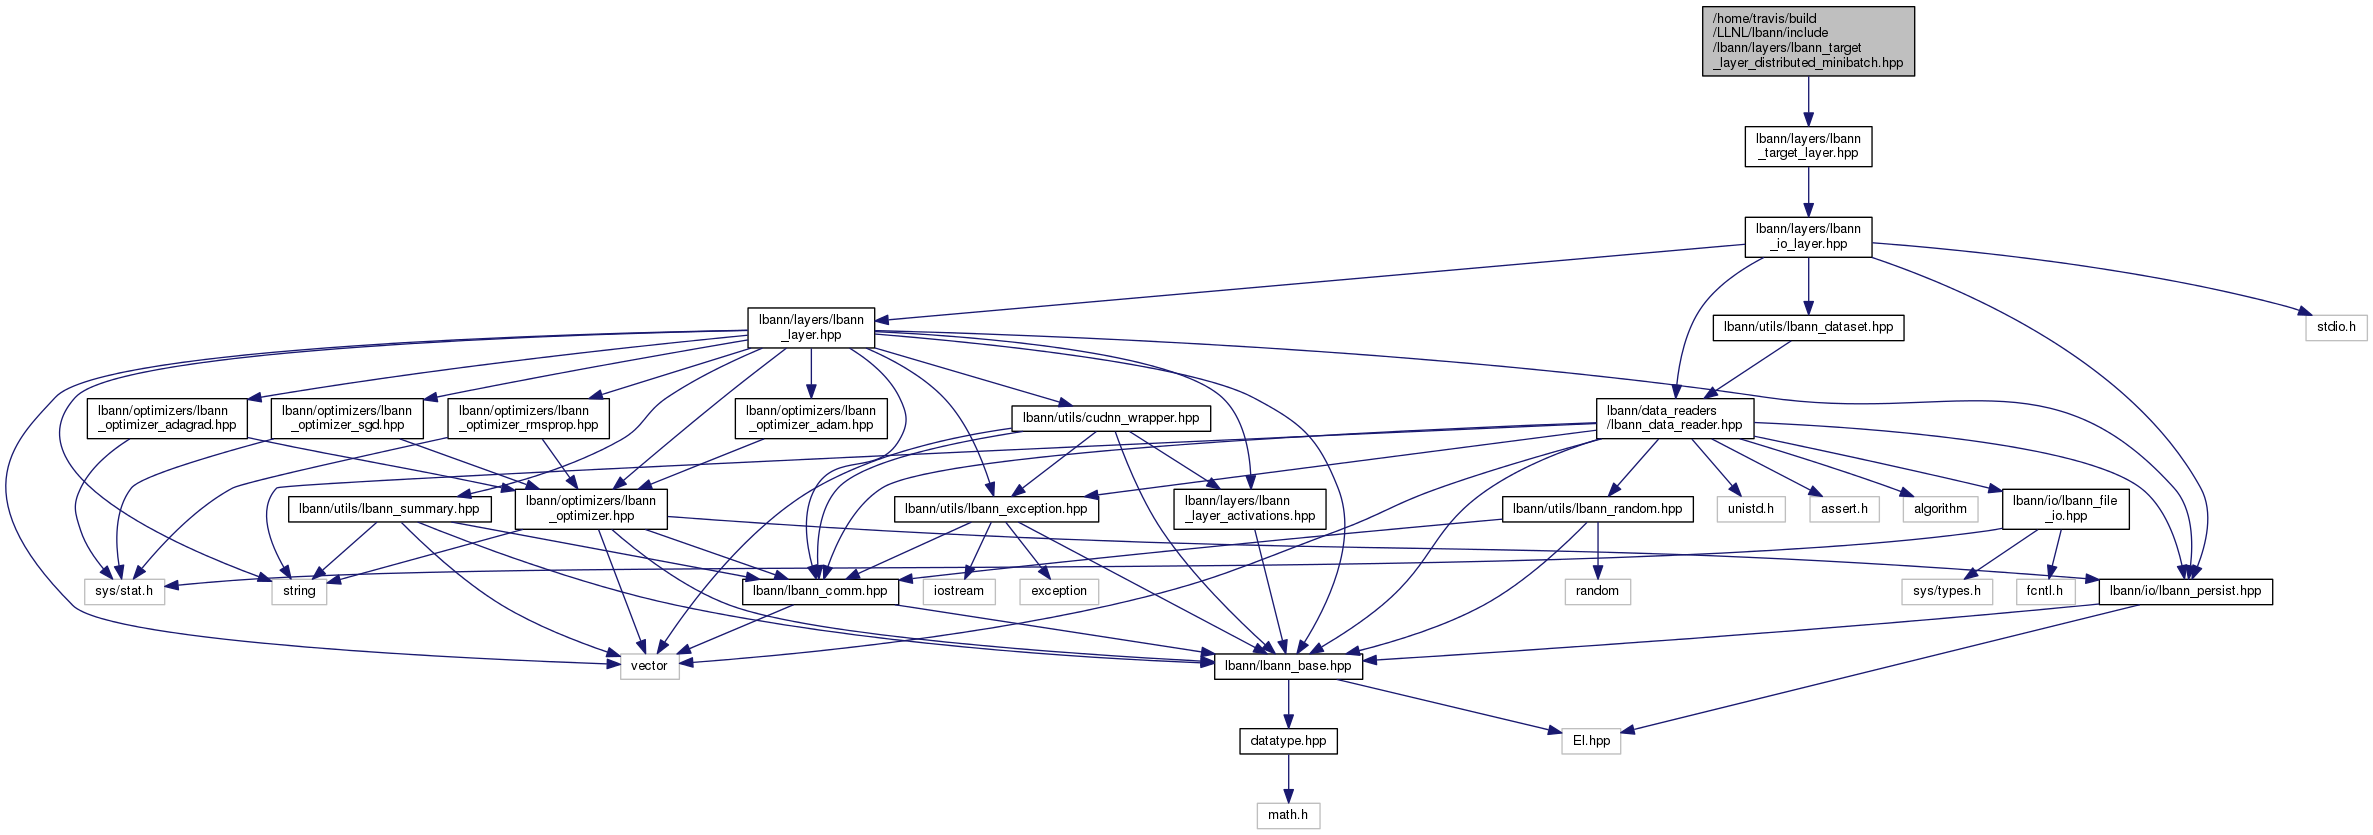 /home/travis/build
/LLNL/lbann/include
/lbann/layers/lbann_target
_layer_distributed_minibatch.hpp
lbann/layers/lbann
_target_layer.hpp
lbann/layers/lbann
_io_layer.hpp
lbann/layers/lbann
_layer.hpp
lbann/utils/lbann_dataset.hpp
stdio.h
lbann/optimizers/lbann
_optimizer_adagrad.hpp
lbann/optimizers/lbann
_optimizer_sgd.hpp
lbann/optimizers/lbann
_optimizer_rmsprop.hpp
lbann/optimizers/lbann
_optimizer_adam.hpp
lbann/utils/cudnn_wrapper.hpp
lbann/data_readers
/lbann_data_reader.hpp
lbann/utils/lbann_summary.hpp
lbann/optimizers/lbann
_optimizer.hpp
lbann/utils/lbann_exception.hpp
lbann/layers/lbann
_layer_activations.hpp
lbann/utils/lbann_random.hpp
unistd.h
assert.h
algorithm
lbann/io/lbann_file
_io.hpp
sys/stat.h
string
lbann/lbann_comm.hpp
iostream
exception
random
sys/types.h
fcntl.h
lbann/io/lbann_persist.hpp
vector
lbann/lbann_base.hpp
datatype.hpp
El.hpp
math.h